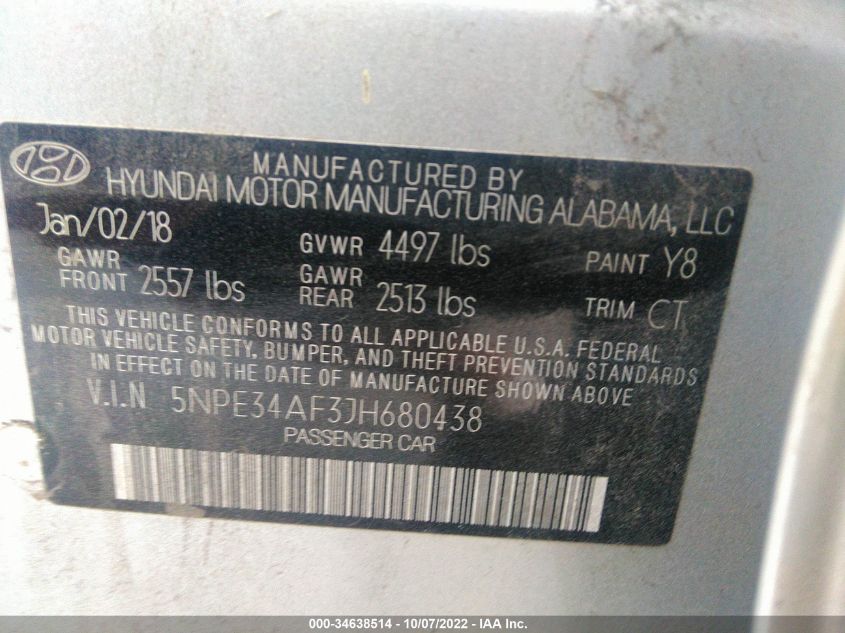 MANUFACTURED BY
HYUNDAI MOTOR MANUFACTURING ALABAMA, LLC
Jan/02/18 GVWR 4497 lbs PAINT Y8
GAWR FRONT 2557 lbs GAWR REAR 2513 lbs TRIM CT
THIS VEHICLE CONFORMS TO ALL APPLICABLE U.S.A. FEDERAL
MOTOR VEHICLE SAFETY, BUMPER, AND THEFT PREVENTION STANDARDS
IN EFFECT ON THE DATE OF MANUFACTURE SHOWN ABOVE
V.I.N 5NPE34AF3JH680438
PASSENGER CAR
000-34638514 - 10/07/2022 - IAA Inc.